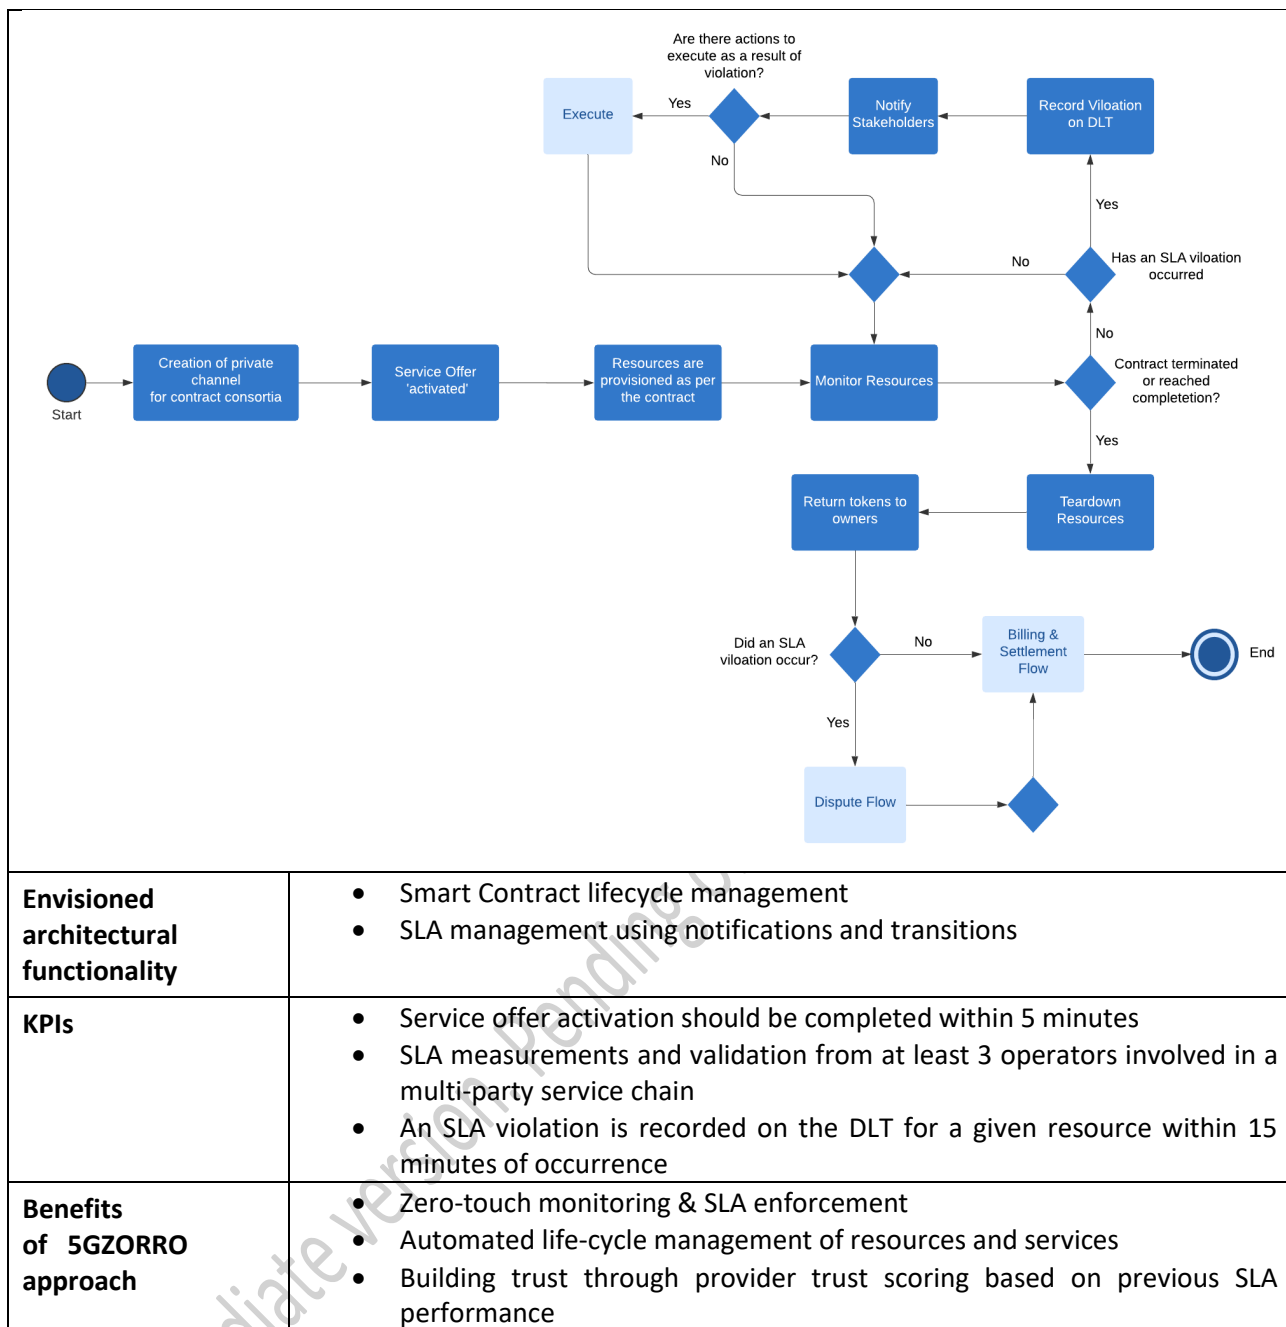 Are there actions to
execute as a result of
violation?
Execute
Yes
Notify
Stakeholders
Record Viloation
on DLT
No
Yes
No
Has an SLA viloation
occurred
No
Start
Creation of private
channel
for contract consortia
Service Offer
'activated'
Resources are
provisioned as per
the contract
Monitor Resources
Contract terminated
or reached
completetion?
Yes
Return tokens to
owners
Teardown
Resources
Did an SLA
viloation occur?
No
Billing &
Settlement
Flow
End
Yes
Dispute Flow
Envisioned
architectural
functionality
• Smart Contract lifecycle management
• SLA management using notifications and transitions
KPIs
• Service offer activation should be completed within 5 minutes
• SLA measurements and validation from at least 3 operators involved in a
multi-party service chain
• An SLA violation is recorded on the DLT for a given resource within 15
minutes of occurrence
Benefits
of 5GZORRO
approach
• Zero-touch monitoring & SLA enforcement
• Automated life-cycle management of resources and services
• Building trust through provider trust scoring based on previous SLA
performance
version. Pending